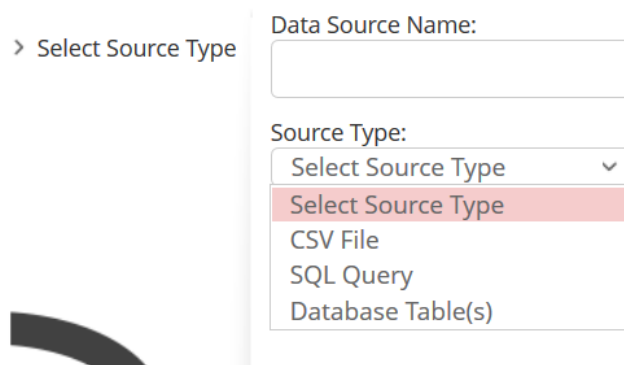 Select Source Type
Data Source Name:
Source Type:
Select Source Type
Select Source Type
CSV File
SQL Query
Database Table(s)